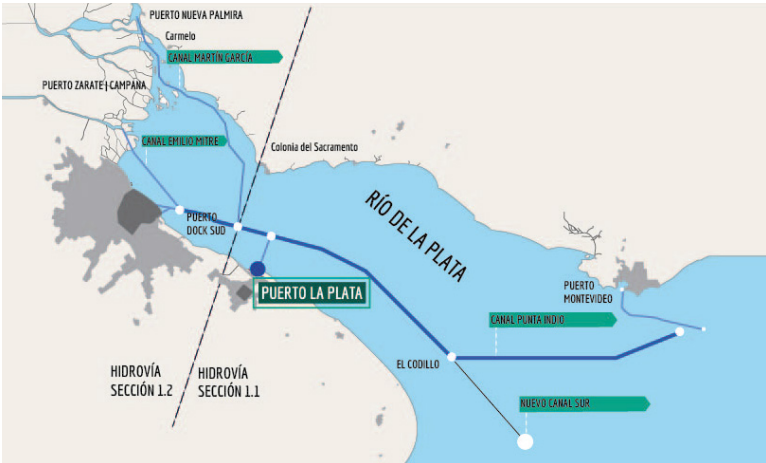 PUERTO NUEVA PALMIRA
Carmelo
CANAL MARTÍN GARCÍA
PUERTO ZARATE | CAMPANA
CANAL EMILIO MITRE
Colonia del Sacramento
RÍO DE LA PLATA
PUERTO
DOCK SUD
PUERTO LA PLATA
PUERTO
MONTEVIDEO
CANAL PUNTA INDIO
EL CODILLO
HIDROVÍA
SECCIÓN 1.2
HIDROVÍA
SECCIÓN 1.1
NUEVO CANAL SUR